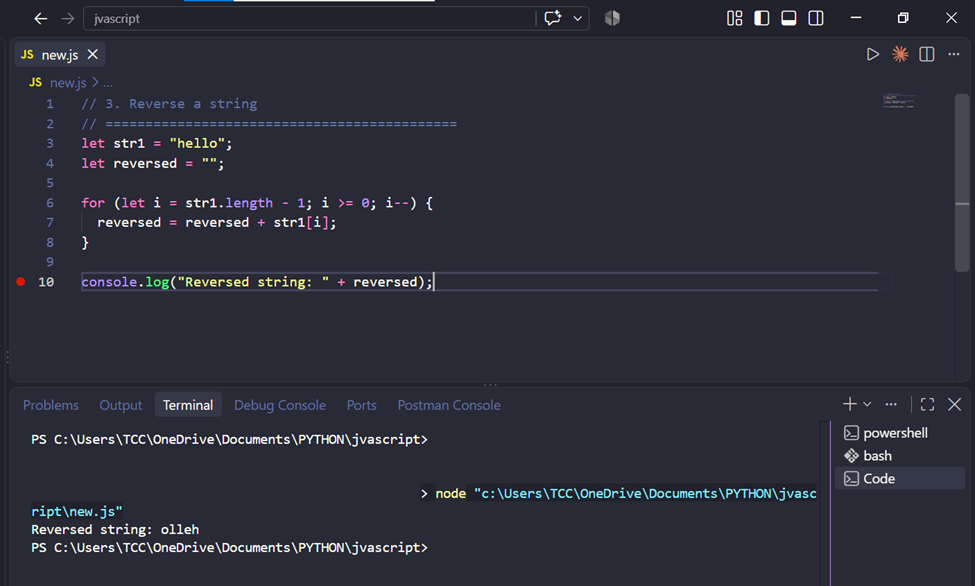 jvascript
JS new.js
JS new.js > ...
1 // 3. Reverse a string
2 // ============================================
3 let str1 = "hello";
4 let reversed = "";
5
6 for (let i = str1.length - 1; i >= 0; i--) {
7   reversed = reversed + str1[i];
8 }
9
10 console.log("Reversed string: " + reversed);
Problems Output Terminal Debug Console Ports Postman Console
PS C:\Users\TCC\OneDrive\Documents\PYTHON\jvascript>
> node "c:\Users\TCC\OneDrive\Documents\PYTHON\jvasc
ript\new.js"
Reversed string: olleh
PS C:\Users\TCC\OneDrive\Documents\PYTHON\jvascript>
powershell
bash
Code